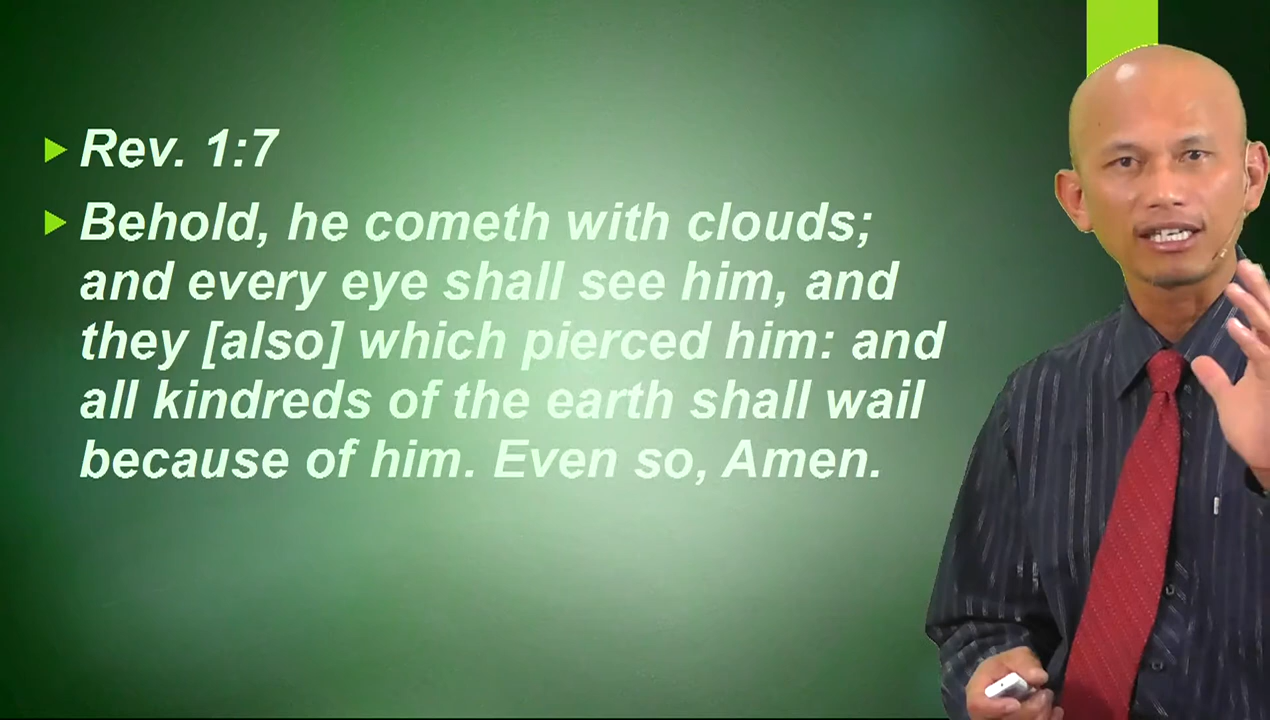 Rev. 1:7
Behold, he cometh with clouds;
and every eye shall see him, and
they [also] which pierced him: and
all kindreds of the earth shall wail
because of him. Even so, Amen.